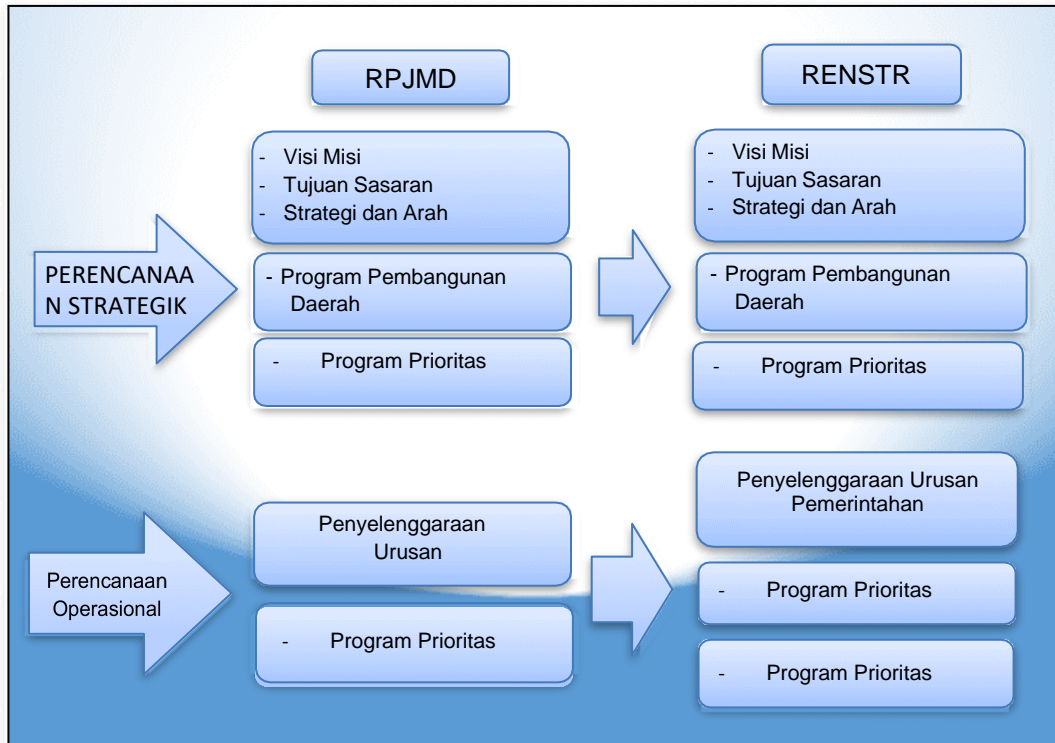 RPJMD
RENSTR
- Visi Misi
- Tujuan Sasaran
- Strategi dan Arah
- Visi Misi
- Tujuan Sasaran
- Strategi dan Arah
PERENCANAA
N STRATEGIK
- Program Pembangunan
Daerah
- Program Pembangunan
Daerah
- Program Prioritas
- Program Prioritas
Perencanaan
Operasional
Penyelenggaraan
Urusan
- Program Prioritas
Penyelenggaraan Urusan
Pemerintahan
- Program Prioritas
- Program Prioritas